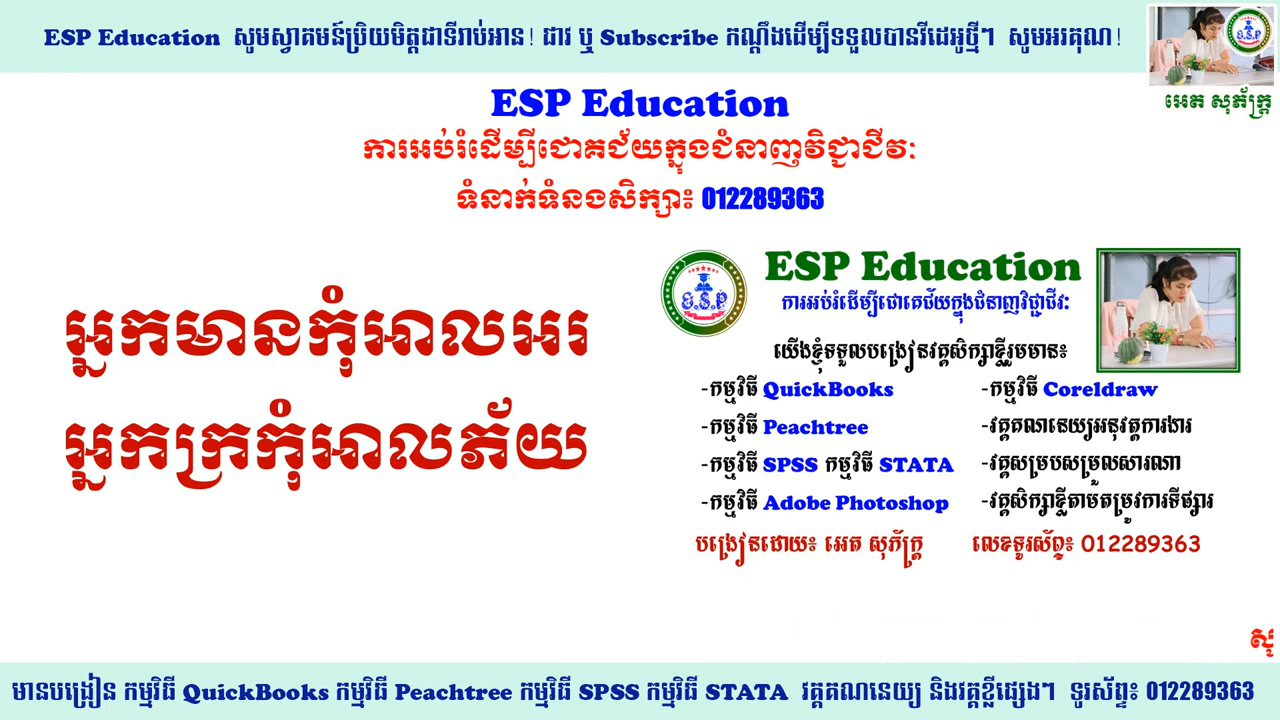 ESP Education សូមស្វាគមន៍ប្រិយមិត្តជាទីរាប់អាន! ជាវ ឬ Subscribe កណ្ដឹងដើម្បីទទួលបានវីដេអូថ្មីៗ សូមអរគុណ!
អេត សុភ័ក្រ្ត
ESP Education
ការអប់រំដើម្បីជោគជ័យក្នុងជំនាញវិជ្ជាជីវៈ
ទំនាក់ទំនងសិក្សា៖ 012289363
អ្នកមានកុំអាលអរ
អ្នកក្រកុំអាលភ័យ
E.S.P
ESP Education
ការអប់រំដើម្បីជោគជ័យក្នុងជំនាញវិជ្ជាជីវៈ
យើងខ្ញុំទទួលបង្រៀនវគ្គសិក្សាខ្លីរួមមាន៖
-កម្មវិធី QuickBooks
-កម្មវិធី Peachtree
-កម្មវិធី SPSS កម្មវិធី STATA
-កម្មវិធី Adobe Photoshop
-កម្មវិធី Coreldraw
-វគ្គគណនេយ្យអនុវត្តការងារ
-វគ្គសម្របសម្រួលសារណា
-វគ្គសិក្សាខ្លីតាមតម្រូវការទីផ្សារ
បង្រៀនដោយ៖ អេត សុភ័ក្រ្ត លេខទូរស័ព្ទ៖ 012289363
សូ
មានបង្រៀន កម្មវិធី QuickBooks កម្មវិធី Peachtree កម្មវិធី SPSS កម្មវិធី STATA វគ្គគណនេយ្យ និងវគ្គខ្លីផ្សេងៗ ទូរស័ព្ទ៖ 012289363